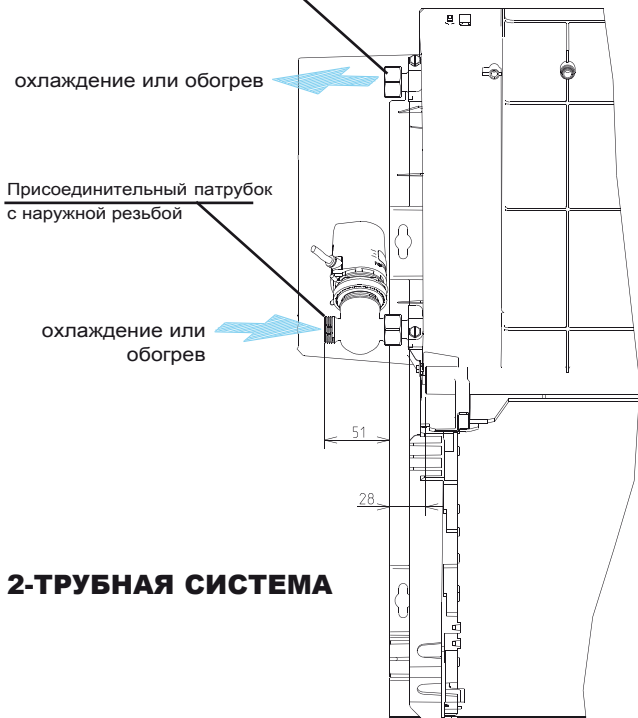 охлаждение или обогрев
Присоединительный патрубок
с наружной резьбой
охлаждение или
обогрев
51
28
2-ТРУБНАЯ СИСТЕМА